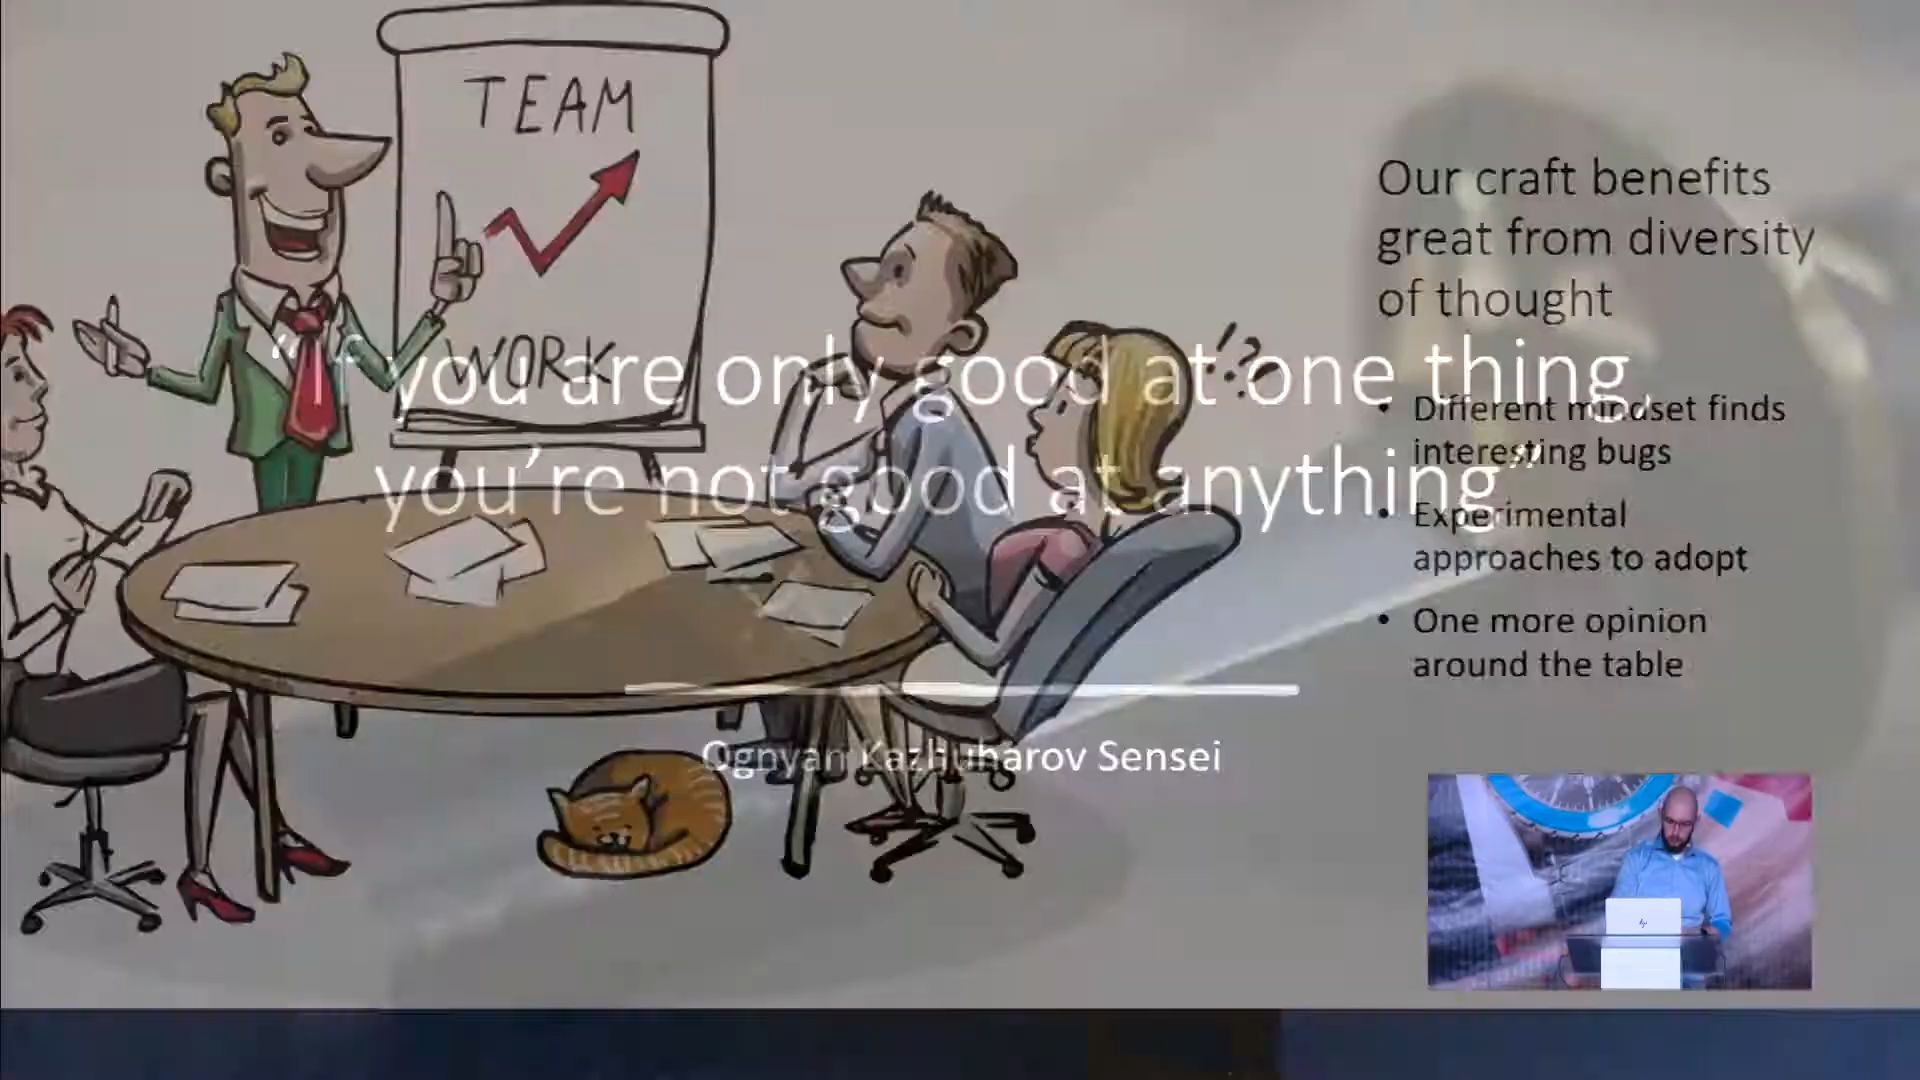 TEAM
WORK
Our craft benefits
great from diversity
of thought
• Different mindset finds
interesting bugs
• Experimental
approaches to adopt
• One more opinion
around the table
“If you are only good at one thing,
you’re not good at anything”
Ognyan Kazhuharov Sensei
!?
hp